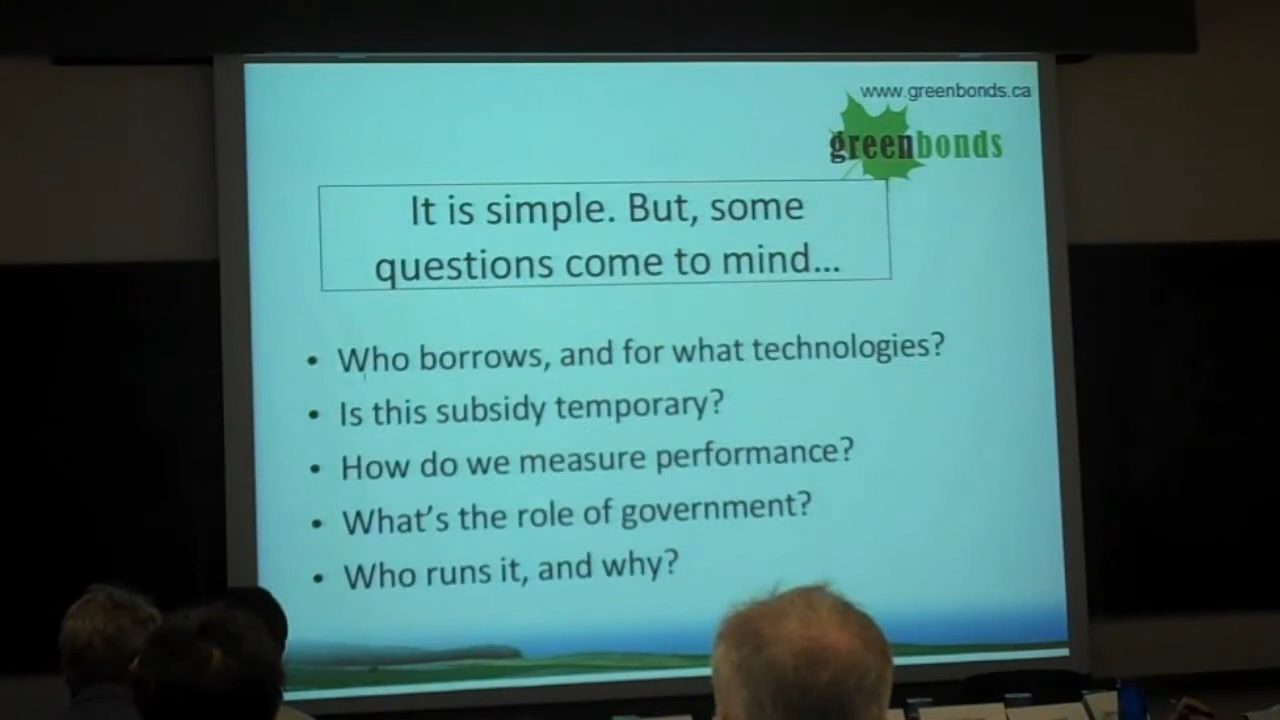 www.greenbonds.ca
greenbonds
It is simple. But, some
questions come to mind...
• Who borrows, and for what technologies?
• Is this subsidy temporary?
• How do we measure performance?
• What's the role of government?
• Who runs it, and why?